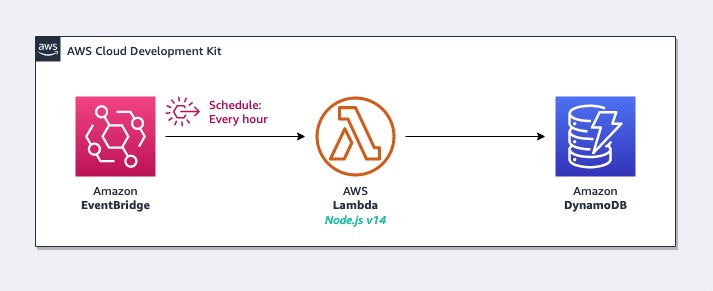 aws
AWS Cloud Development Kit
Schedule:
Every hour
Amazon
EventBridge
AWS
Lambda
Node.js v14
Amazon
DynamoDB